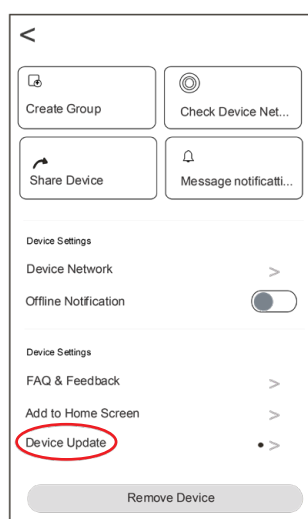 <
Create Group
Check Device Net...
Share Device
Message notificatti...
Device Settings
Device Network >
Offline Notification
Device Settings
FAQ & Feedback >
Add to Home Screen >
Device Update • >
Remove Device